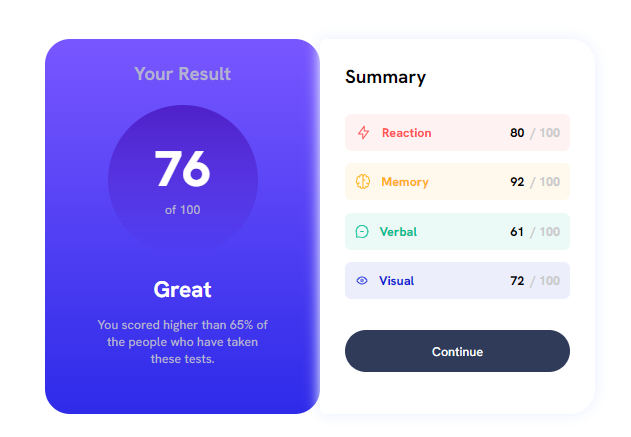 Your Result
76
of 100
Great
You scored higher than 65% of
the people who have taken
these tests.
Summary
Reaction 80 / 100
Memory 92 / 100
Verbal 61 / 100
Visual 72 / 100
Continue